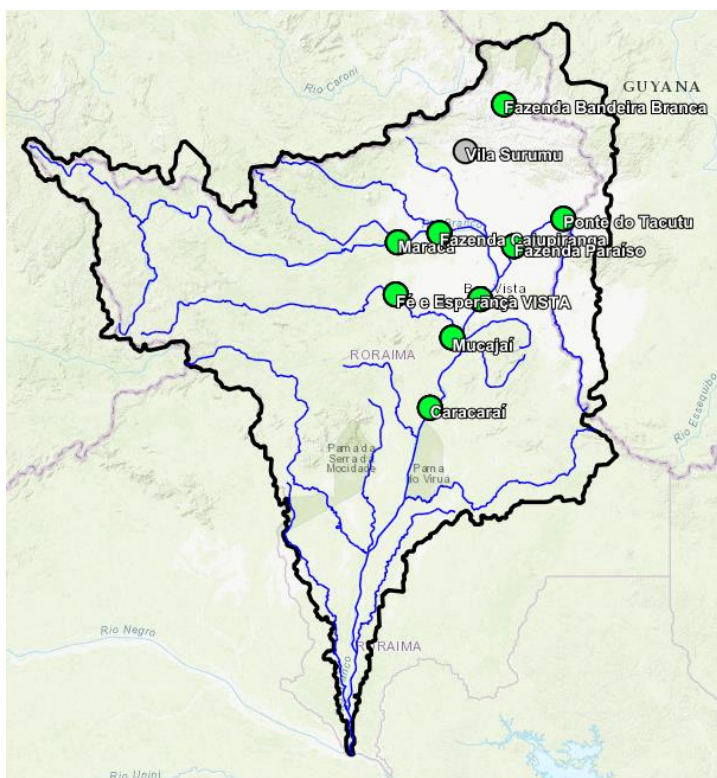 Rio Caroni
GUYANA
Fazenda Bandeira Branca
Vila Surumu
Ponte do Tacutu
Fazenda Cajupiranga
Maracá
Fazenda Paraíso
Fé e Esperança
VISTA
Mucajaí
RORAIMA
Caracaraí
Rio Essequibo
Parna da
Serra da
Mocidade
Parna
do Viruá
Rio Negro
RORAIMA
Rio Unini